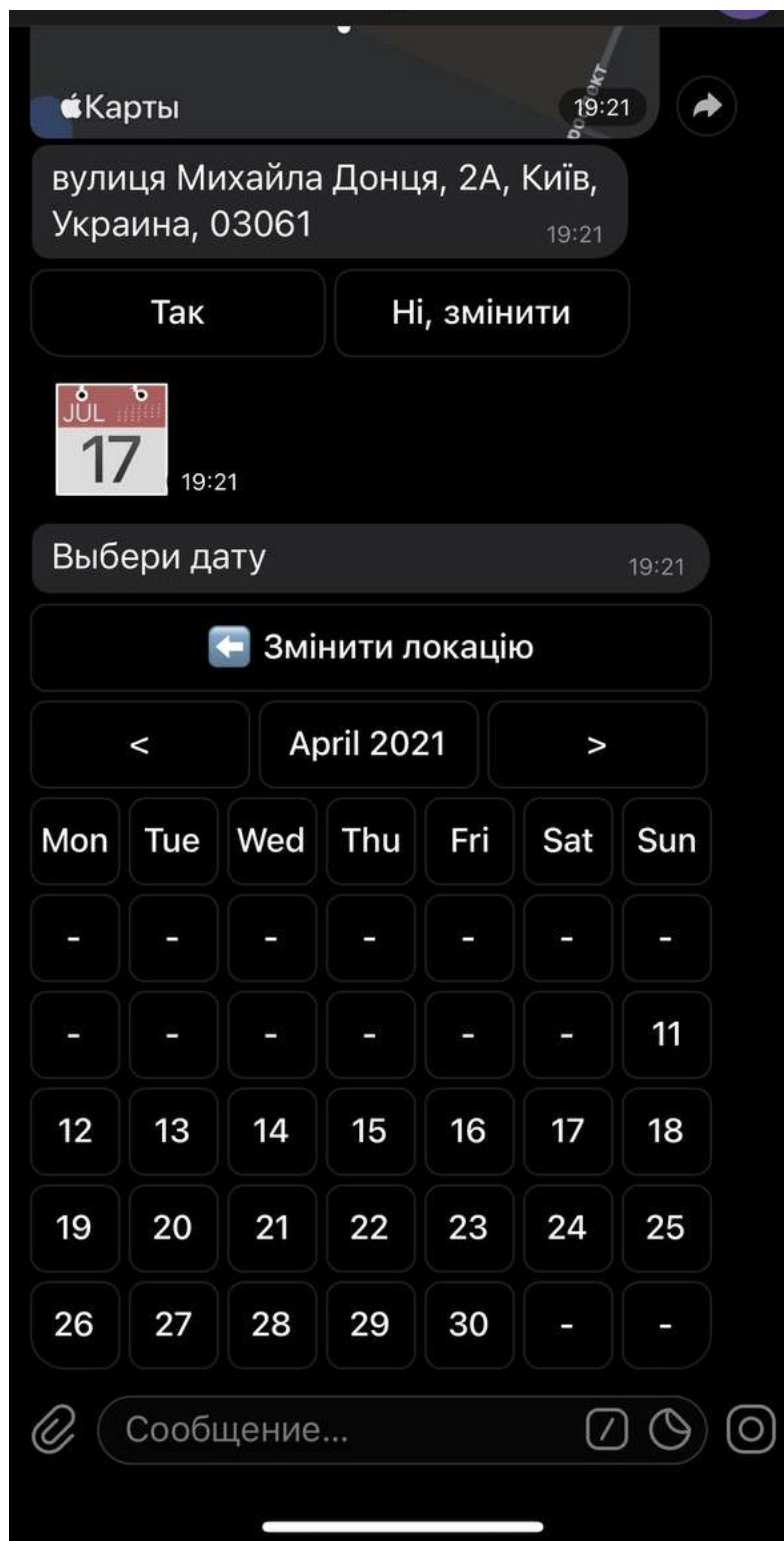 Карты
19:21
вулиця Михайла Донця, 2А, Київ,
Украина, 03061
19:21
Так Ні, змінити
JUL
17
19:21
Выбери дату 19:21
Змінити локацію
< April 2021 >
Mon Tue Wed Thu Fri Sat Sun
- - - - - - -
- - - - - - 11
12 13 14 15 16 17 18
19 20 21 22 23 24 25
26 27 28 29 30 - -
Сообщение...